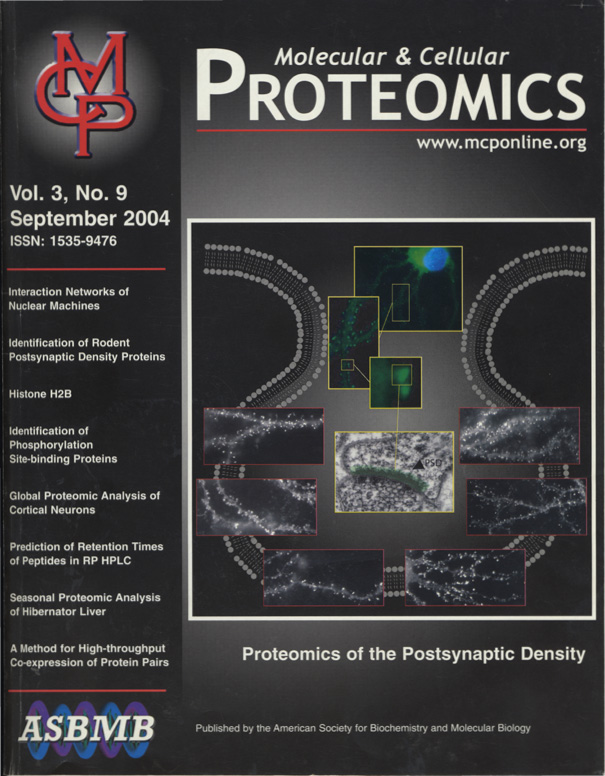 MCP
Molecular & Cellular
PROTEOMICS
www.mcponline.org
Vol. 3, No. 9
September 2004
ISSN: 1535-9476
Interaction Networks of
Nuclear Machines
Identification of Rodent
Postsynaptic Density Proteins
Histone H2B
Identification of
Phosphorylation
Site-binding Proteins
Global Proteomic Analysis of
Cortical Neurons
Prediction of Retention Times
of Peptides in RP HPLC
Seasonal Proteomic Analysis
of Hibernator Liver
A Method for High-throughput
Co-expression of Protein Pairs
PSD
Proteomics of the Postsynaptic Density
ASBMB
Published by the American Society for Biochemistry and Molecular Biology